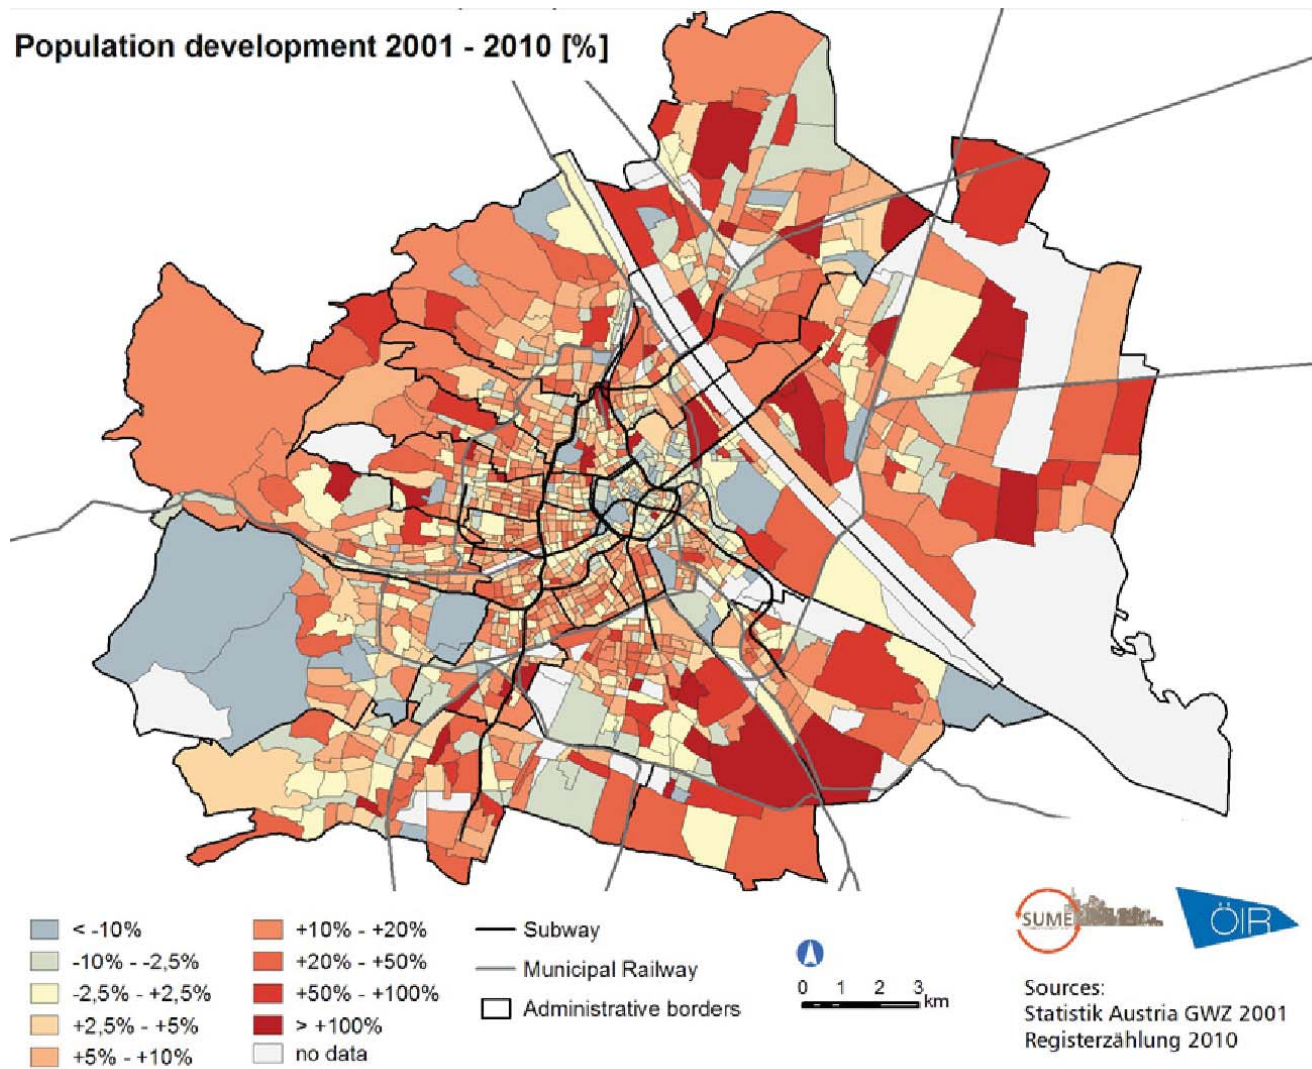 Population development 2001 - 2010 [%]
< -10%
-10% - -2,5%
-2,5% - +2,5%
+2,5% - +5%
+5% - +10%
+10% - +20%
+20% - +50%
+50% - +100%
> +100%
no data
Subway
Municipal Railway
Administrative borders
0 1 2 3
km
SUME
ÖIR
Sources:
Statistik Austria GWZ 2001
Registerzählung 2010